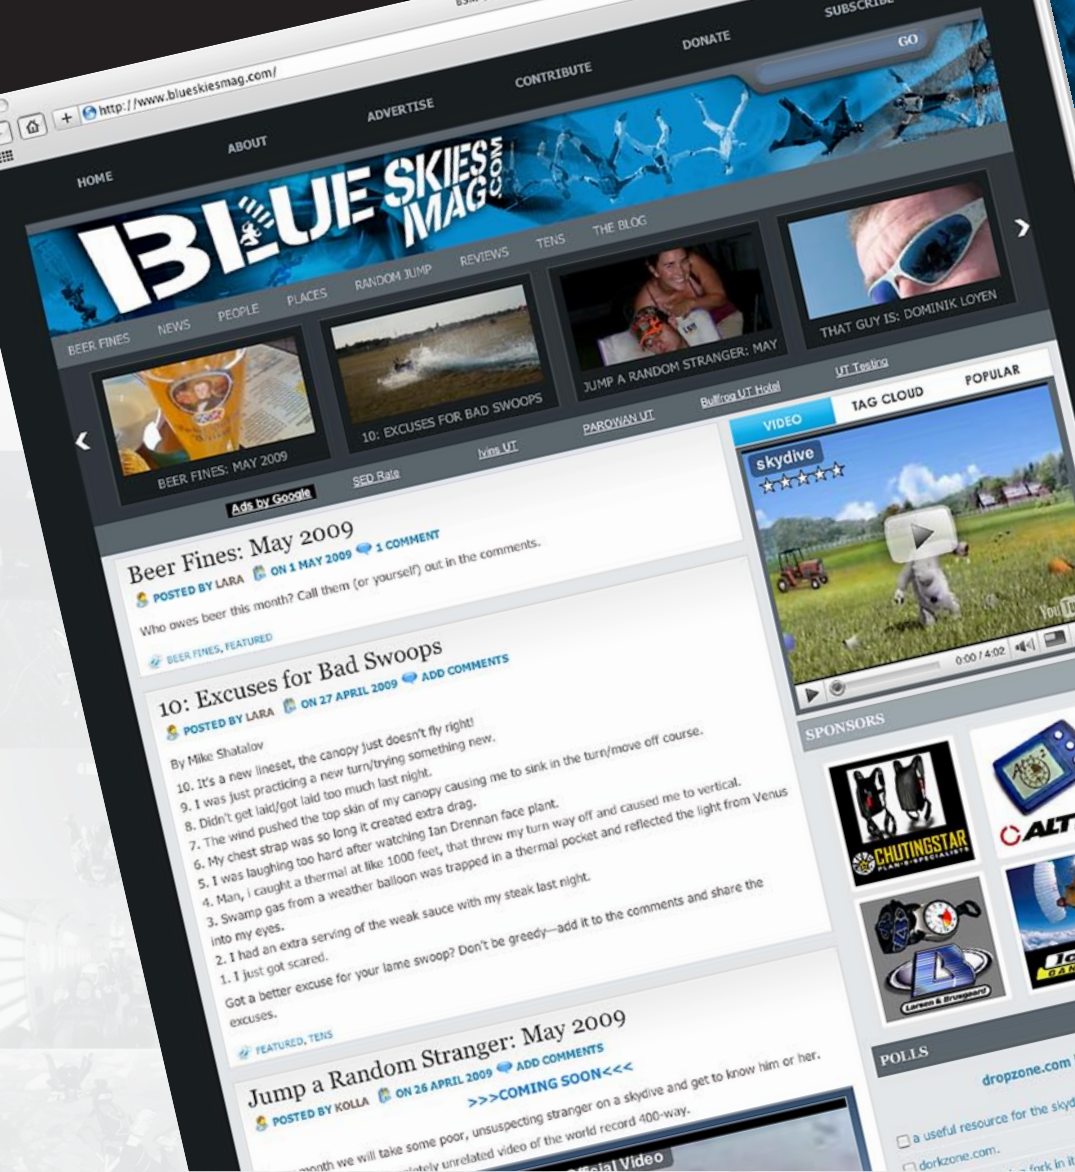 http://www.blueskiesmag.com/
HOME
ABOUT
ADVERTISE
CONTRIBUTE
DONATE
SUBSCRIBE
GO
BLUE SKIES MAG.COM
BEER FINES
NEWS
PEOPLE
PLACES
RANDOM JUMP
REVIEWS
TENS
THE BLOG
BEER FINES: MAY 2009
10: EXCUSES FOR BAD SWOOPS
JUMP A RANDOM STRANGER: MAY
THAT GUY IS: DOMINIK LOYEN
Ads by Google
SED Rate
Ivins UT
PAROWAN UT
Bullfrog UT Hotel
UT Testing
Beer Fines: May 2009
POSTED BY LARA ON 1 MAY 2009 1 COMMENT
Who owes beer this month? Call them (or yourself) out in the comments.
BEER FINES, FEATURED
10: Excuses for Bad Swoops
POSTED BY LARA ON 27 APRIL 2009 ADD COMMENTS
By Mike Shatalov
10. It's a new lineset, the canopy just doesn't fly right!
9. I was just practicing a new turn/trying something new.
8. Didn't get laid/got laid too much last night.
7. The wind pushed the top skin of my canopy causing me to sink in the turn/move off course.
6. My chest strap was so long it created extra drag.
5. I was laughing too hard after watching Ian Drennan face plant.
4. Man, i caught a thermal at like 1000 feet, that threw my turn way off and caused me to vertical.
3. Swamp gas from a weather balloon was trapped in a thermal pocket and reflected the light from Venus
into my eyes.
2. I had an extra serving of the weak sauce with my steak last night.
1. I just got scared.
Got a better excuse for your lame swoop? Don't be greedy—add it to the comments and share the
excuses.
FEATURED, TENS
Jump a Random Stranger: May 2009
POSTED BY KOLLA ON 26 APRIL 2009 ADD COMMENTS
>>>COMING SOON<<<
month we will take some poor, unsuspecting stranger on a skydive and get to know him or her.
unrelated video of the world record 400-way.
Video
VIDEO
TAG CLOUD
POPULAR
skydive
You
0:00 / 4:02
SPONSORS
CHUTINGSTAR
ALT
L
Larsen & Brusgaard
POLLS
dropzone.com
a useful resource for the skyd
dorkzone.com.